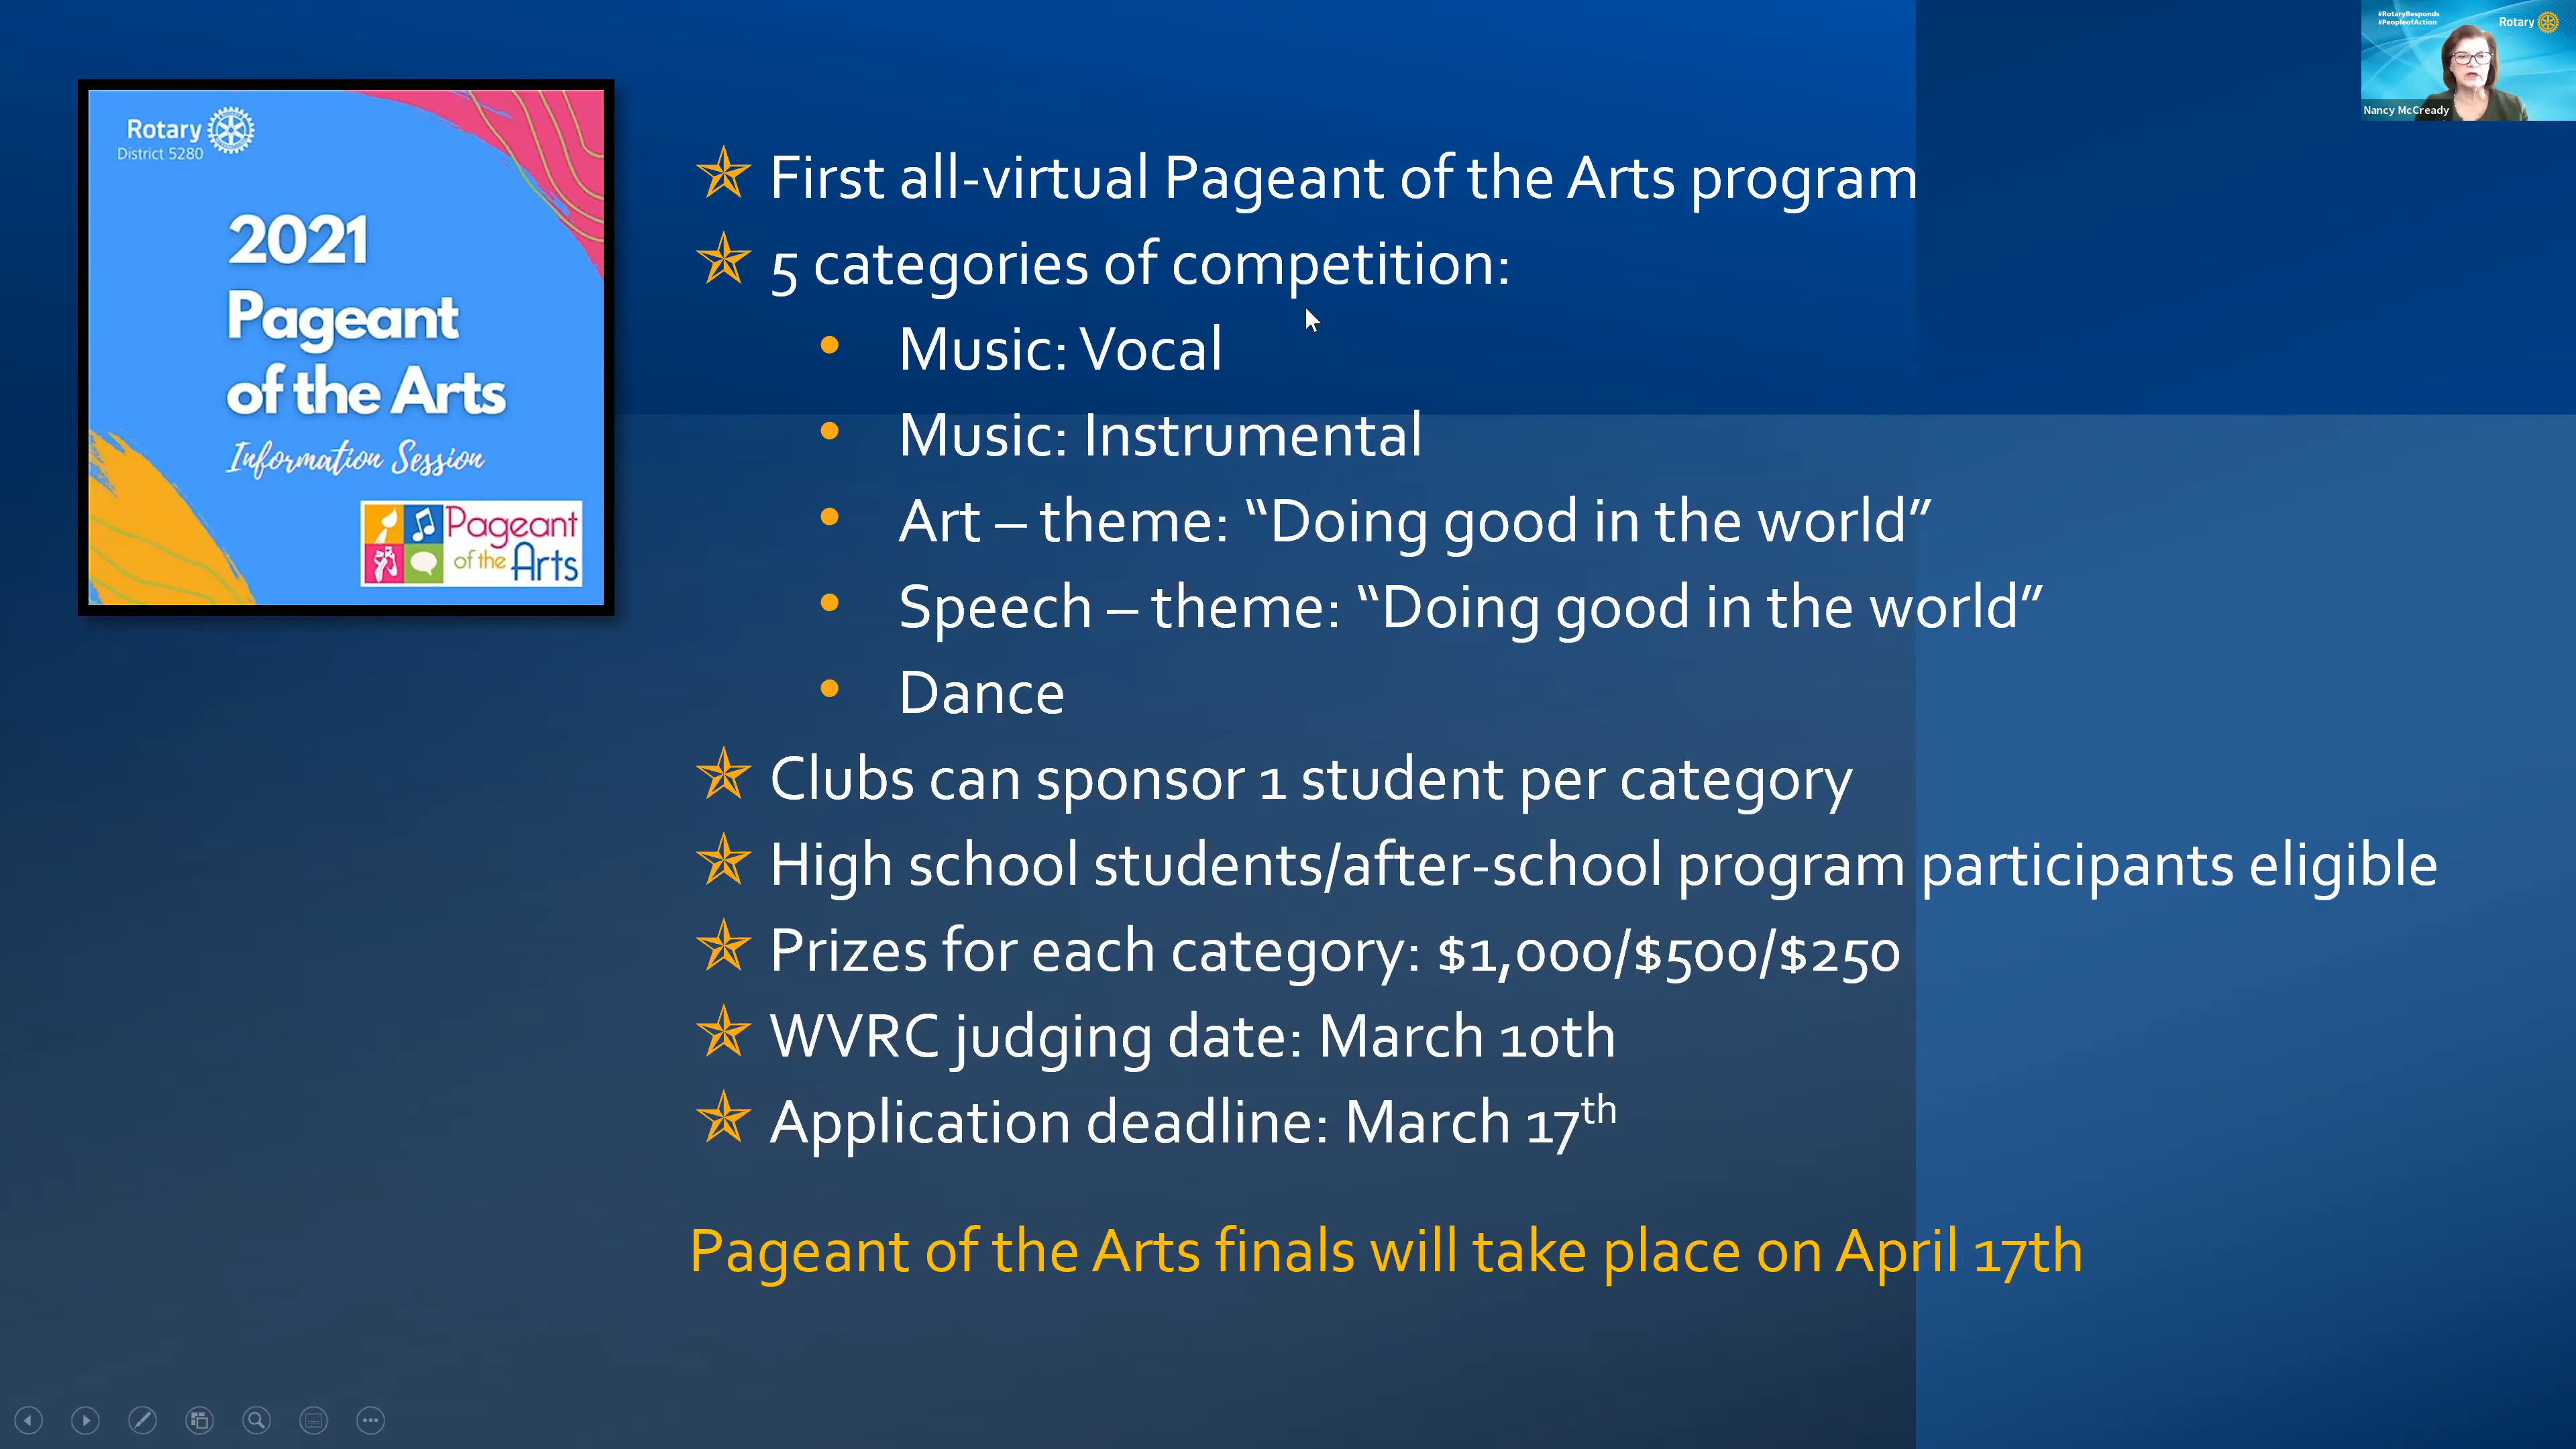 #RotaryResponds
#PeopleofAction
Rotary
Nancy McCready
Rotary
District 5280
2021
Pageant
of the Arts
Information Session
Pageant
of the
Arts
First all-virtual Pageant of the Arts program
5 categories of competition:
• Music: Vocal
• Music: Instrumental
• Art – theme: “Doing good in the world”
• Speech – theme: “Doing good in the world”
• Dance
Clubs can sponsor 1 student per category
High school students/after-school program participants eligible
Prizes for each category: $1,000/$500/$250
WVRC judging date: March 10th
Application deadline: March 17th
Pageant of the Arts finals will take place on April 17th